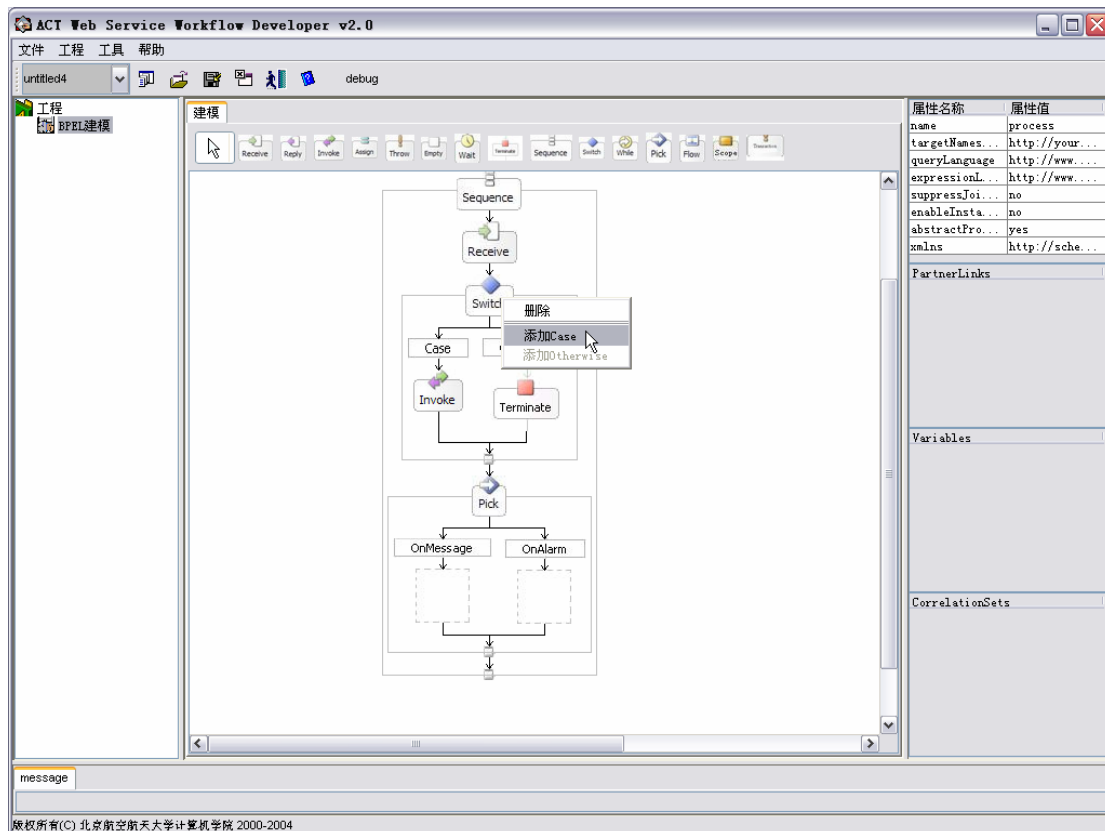 ACT Web Service Workflow Developer v2.0
文件 工程 工具 帮助
untitled4 debug
工程
BPEL建模
建模
Receive Reply Invoke Assign Throw Empty Wait Terminate Sequence Switch While Pick Flow Scope
Sequence
Receive
Switch
删除
添加Case
添加Otherwise
Case
Invoke
Terminate
Pick
OnMessage OnAlarm
属性名称 属性值
name process
targetNames... http://your...
queryLanguage http://www....
expressionL... http://www....
suppressJoi... no
enableInsta... no
abstractPro... yes
xmlns http://sche...
PartnerLinks
Variables
CorrelationSets
message
版权所有(C) 北京航空航天大学计算机学院 2000-2004